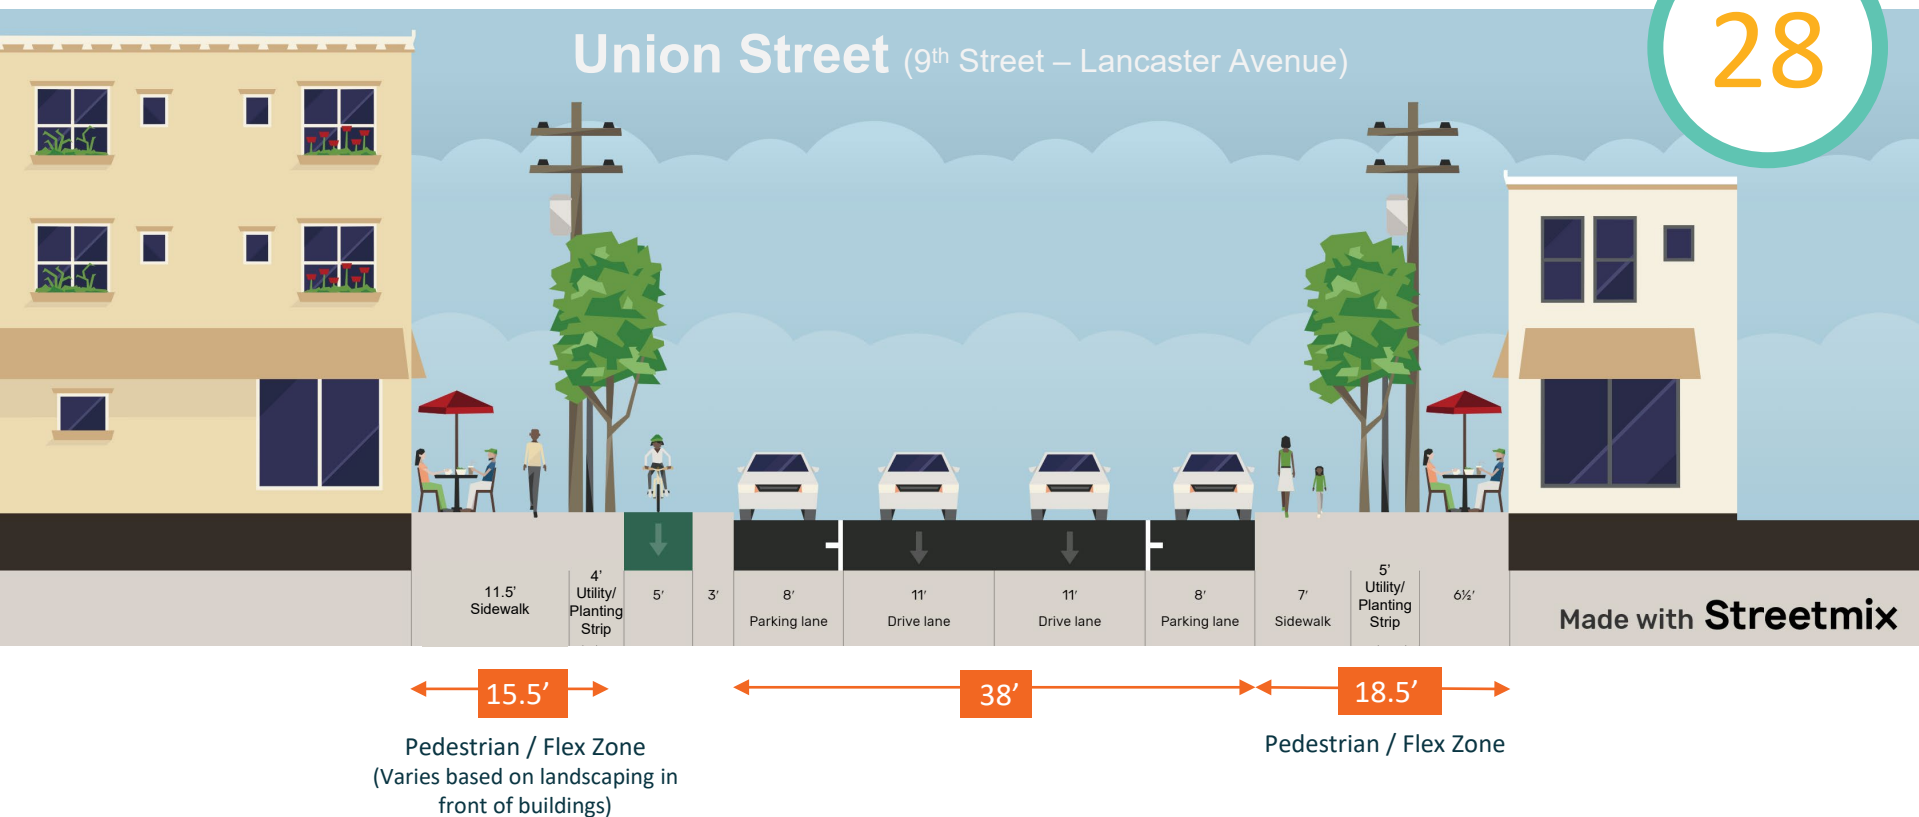 28
Union Street (9th Street – Lancaster Avenue)
11.5’
Sidewalk
4’
Utility/
Planting
Strip
5′
3′
8′
Parking lane
11′
Drive lane
11′
Drive lane
8′
Parking lane
7′
Sidewalk
5’
Utility/
Planting
Strip
6½′
Made with Streetmix
15.5’
38’
18.5’
Pedestrian / Flex Zone
(Varies based on landscaping in
front of buildings)
Pedestrian / Flex Zone